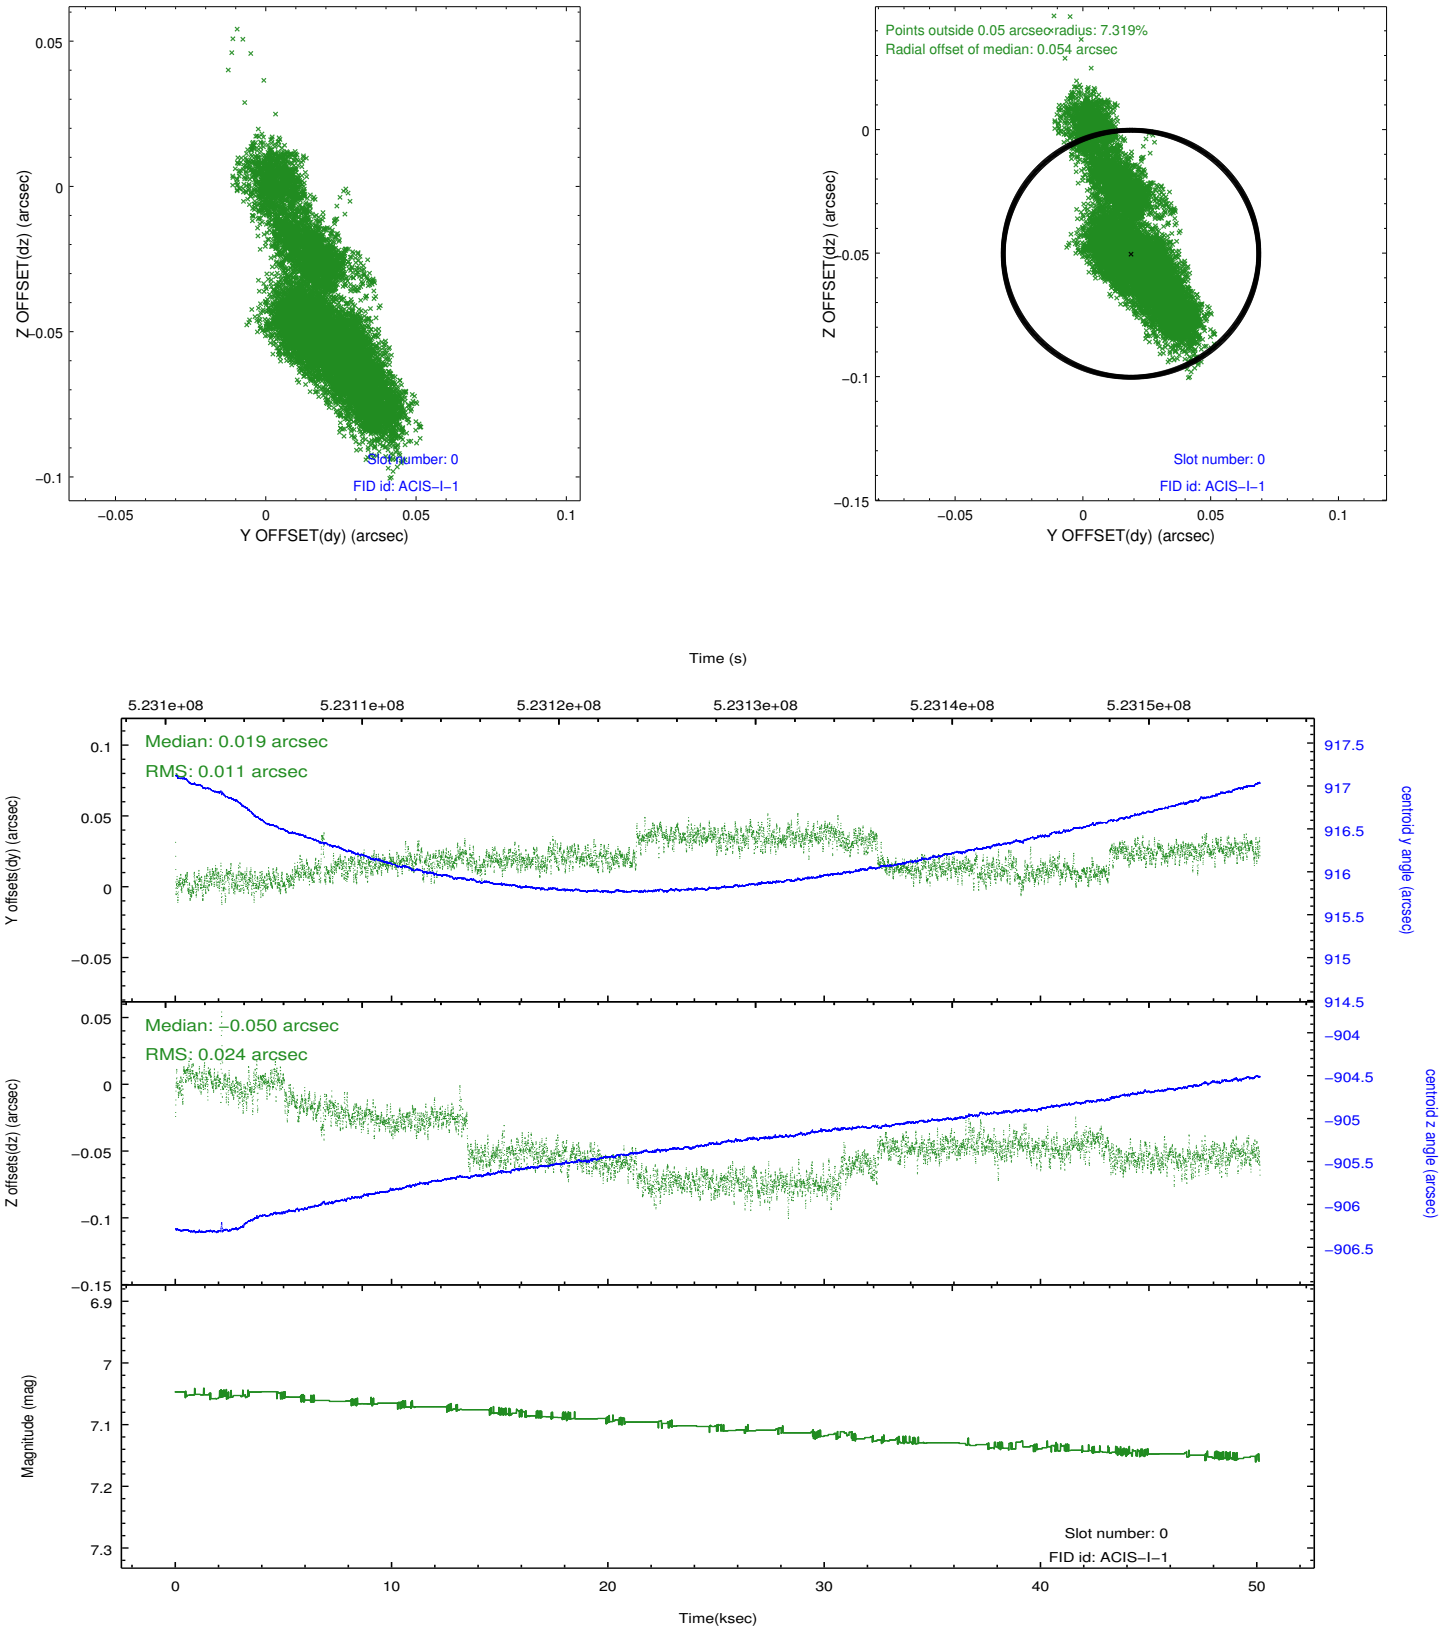 0.05
0
−0.05
−0.1
Z OFFSET(dz) (arcsec)
−0.05
0
0.05
0.1
Y OFFSET(dy) (arcsec)
Slot number: 0
FID id: ACIS−I−1
Points outside 0.05 arcsec radius: 7.319%
Radial offset of median: 0.054 arcsec
0
−0.05
−0.1
−0.15
Z OFFSET(dz) (arcsec)
−0.05
0
0.05
0.1
Y OFFSET(dy) (arcsec)
Slot number: 0
FID id: ACIS−I−1
Time (s)
5.231e+08
5.2311e+08
5.2312e+08
5.2313e+08
5.2314e+08
5.2315e+08
Median: 0.019 arcsec
RMS: 0.011 arcsec
0.1
0.05
0
−0.05
Y offsets(dy) (arcsec)
917.5
917
916.5
916
915.5
915
914.5
centroid y angle (arcsec)
Median: −0.050 arcsec
RMS: 0.024 arcsec
0.05
0
−0.05
−0.1
−0.15
Z offsets(dz) (arcsec)
−904
−904.5
−905
−905.5
−906
−906.5
centroid z angle (arcsec)
6.9
7
7.1
7.2
7.3
Magnitude (mag)
Slot number: 0
FID id: ACIS−I−1
0
10
20
30
40
50
Time(ksec)